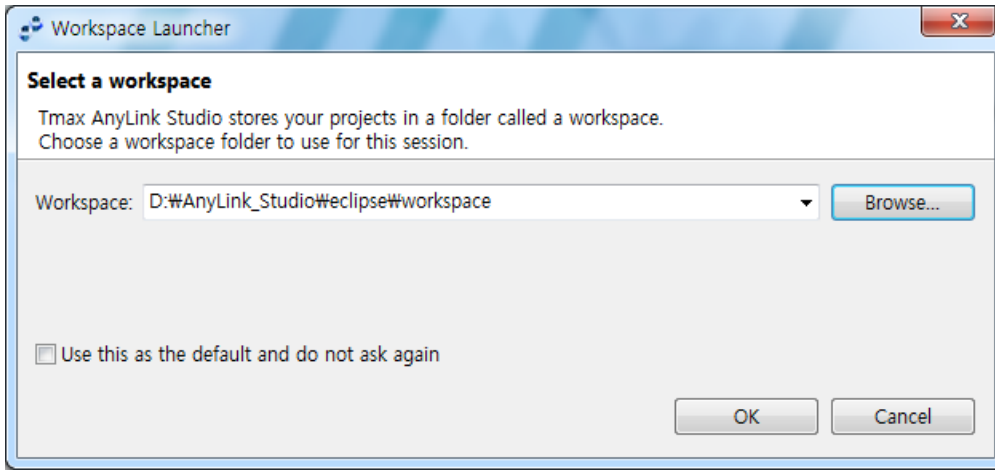 Workspace Launcher
Select a workspace
Tmax AnyLink Studio stores your projects in a folder called a workspace.
Choose a workspace folder to use for this session.
Workspace: D:₩AnyLink_Studio₩eclipse₩workspace Browse...
Use this as the default and do not ask again
OK Cancel